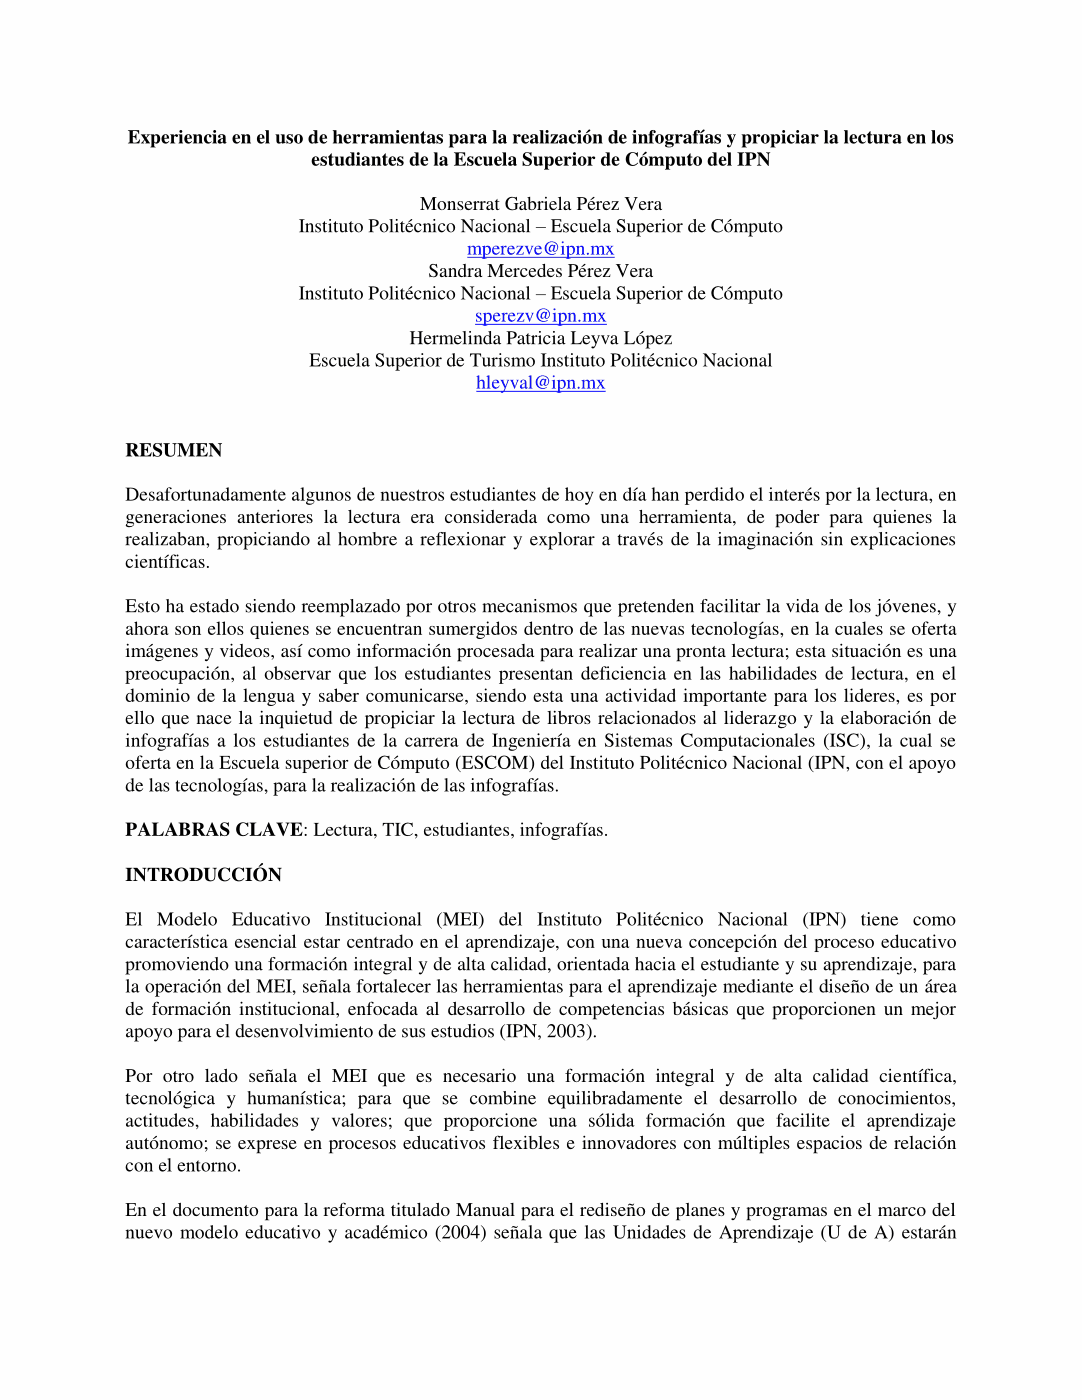 Experiencia en el uso de herramientas para la realización de infografías y propiciar la lectura en los
estudiantes de la Escuela Superior de Cómputo del IPN
Monserrat Gabriela Pérez Vera
Instituto Politécnico Nacional – Escuela Superior de Cómputo
mperezve@ipn.mx
Sandra Mercedes Pérez Vera
Instituto Politécnico Nacional – Escuela Superior de Cómputo
sperezv@ipn.mx
Hermelinda Patricia Leyva López
Escuela Superior de Turismo Instituto Politécnico Nacional
hleyval@ipn.mx
RESUMEN
Desafortunadamente algunos de nuestros estudiantes de hoy en día han perdido el interés por la lectura, en
generaciones anteriores la lectura era considerada como una herramienta, de poder para quienes la
realizaban, propiciando al hombre a reflexionar y explorar a través de la imaginación sin explicaciones
científicas.
Esto ha estado siendo reemplazado por otros mecanismos que pretenden facilitar la vida de los jóvenes, y
ahora son ellos quienes se encuentran sumergidos dentro de las nuevas tecnologías, en la cuales se oferta
imágenes y videos, así como información procesada para realizar una pronta lectura; esta situación es una
preocupación, al observar que los estudiantes presentan deficiencia en las habilidades de lectura, en el
dominio de la lengua y saber comunicarse, siendo esta una actividad importante para los lideres, es por
ello que nace la inquietud de propiciar la lectura de libros relacionados al liderazgo y la elaboración de
infografías a los estudiantes de la carrera de Ingeniería en Sistemas Computacionales (ISC), la cual se
oferta en la Escuela superior de Cómputo (ESCOM) del Instituto Politécnico Nacional (IPN, con el apoyo
de las tecnologías, para la realización de las infografías.
PALABRAS CLAVE: Lectura, TIC, estudiantes, infografías.
INTRODUCCIÓN
El Modelo Educativo Institucional (MEI) del Instituto Politécnico Nacional (IPN) tiene como
característica esencial estar centrado en el aprendizaje, con una nueva concepción del proceso educativo
promoviendo una formación integral y de alta calidad, orientada hacia el estudiante y su aprendizaje, para
la operación del MEI, señala fortalecer las herramientas para el aprendizaje mediante el diseño de un área
de formación institucional, enfocada al desarrollo de competencias básicas que proporcionen un mejor
apoyo para el desenvolvimiento de sus estudios (IPN, 2003).
Por otro lado señala el MEI que es necesario una formación integral y de alta calidad científica,
tecnológica y humanística; para que se combine equilibradamente el desarrollo de conocimientos,
actitudes, habilidades y valores; que proporcione una sólida formación que facilite el aprendizaje
autónomo; se exprese en procesos educativos flexibles e innovadores con múltiples espacios de relación
con el entorno.
En el documento para la reforma titulado Manual para el rediseño de planes y programas en el marco del
nuevo modelo educativo y académico (2004) señala que las Unidades de Aprendizaje (U de A) estarán